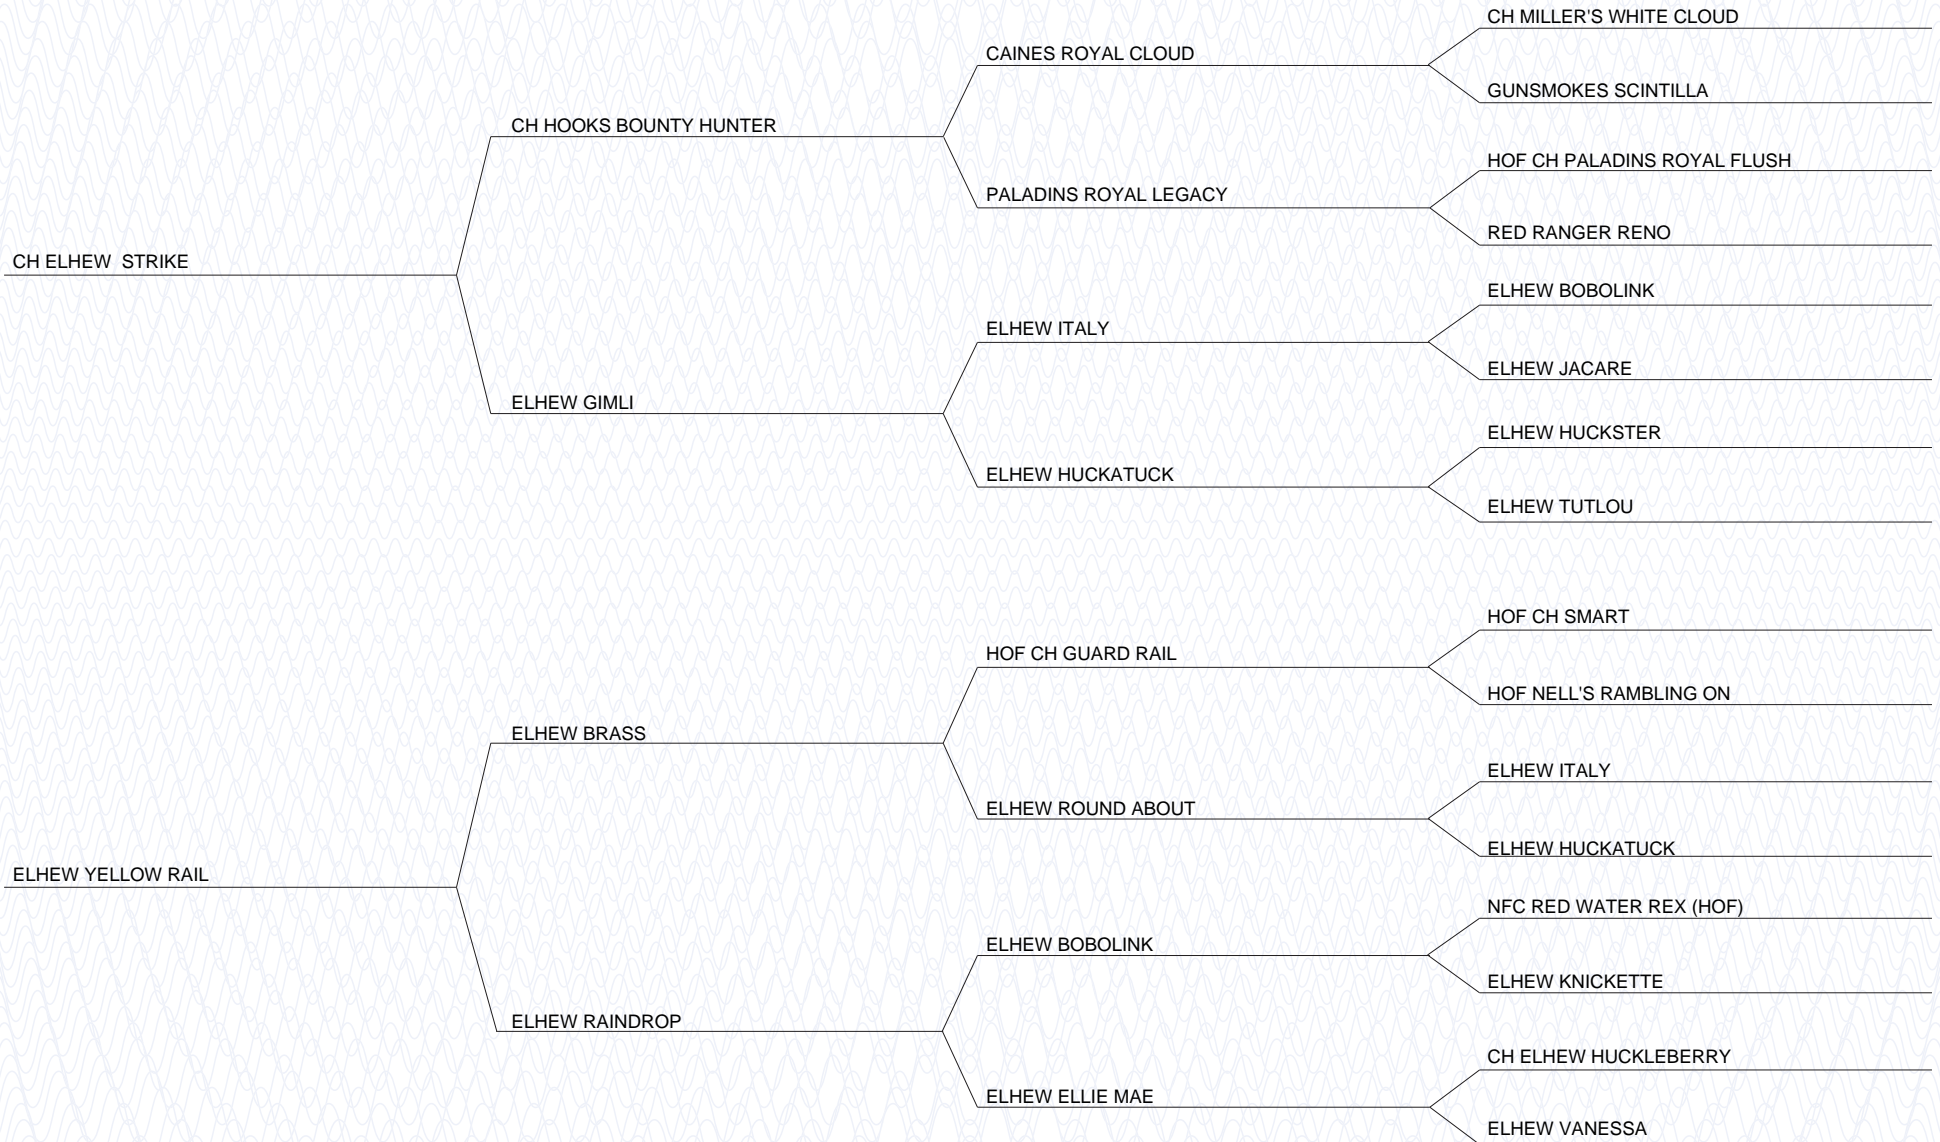 CH MILLER'S WHITE CLOUD
CAINES ROYAL CLOUD
GUNSMOKES SCINTILLA
CH HOOKS BOUNTY HUNTER
HOF CH PALADINS ROYAL FLUSH
PALADINS ROYAL LEGACY
RED RANGER RENO
CH ELHEW  STRIKE
ELHEW BOBOLINK
ELHEW ITALY
ELHEW JACARE
ELHEW GIMLI
ELHEW HUCKSTER
ELHEW HUCKATUCK
ELHEW TUTLOU
HOF CH SMART
HOF CH GUARD RAIL
HOF NELL'S RAMBLING ON
ELHEW BRASS
ELHEW ITALY
ELHEW ROUND ABOUT
ELHEW HUCKATUCK
ELHEW YELLOW RAIL
NFC RED WATER REX (HOF)
ELHEW BOBOLINK
ELHEW KNICKETTE
ELHEW RAINDROP
CH ELHEW HUCKLEBERRY
ELHEW ELLIE MAE
ELHEW VANESSA